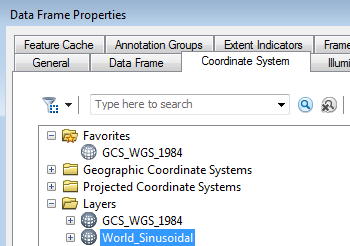 Data Frame Properties
Feature Cache Annotation Groups Extent Indicators Frame
General Data Frame Coordinate System Illumi
Type here to search
Favorites
GCS_WGS_1984
Geographic Coordinate Systems
Projected Coordinate Systems
Layers
GCS_WGS_1984
World_Sinusoidal